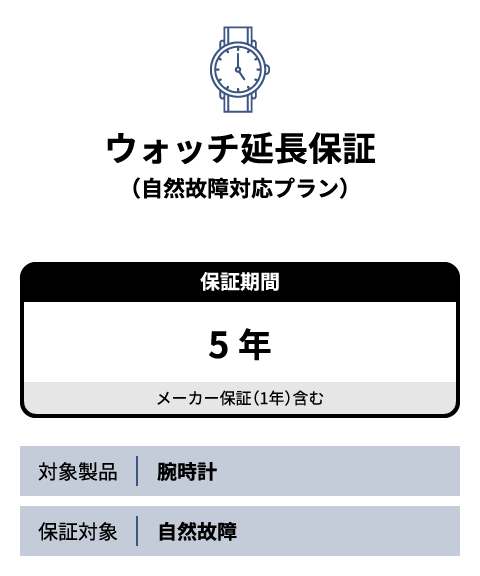 ウォッチ延長保証
（自然故障対応プラン）
保証期間
5 年
メーカー保証（1年）含む
対象製品 腕時計
保証対象 自然故障